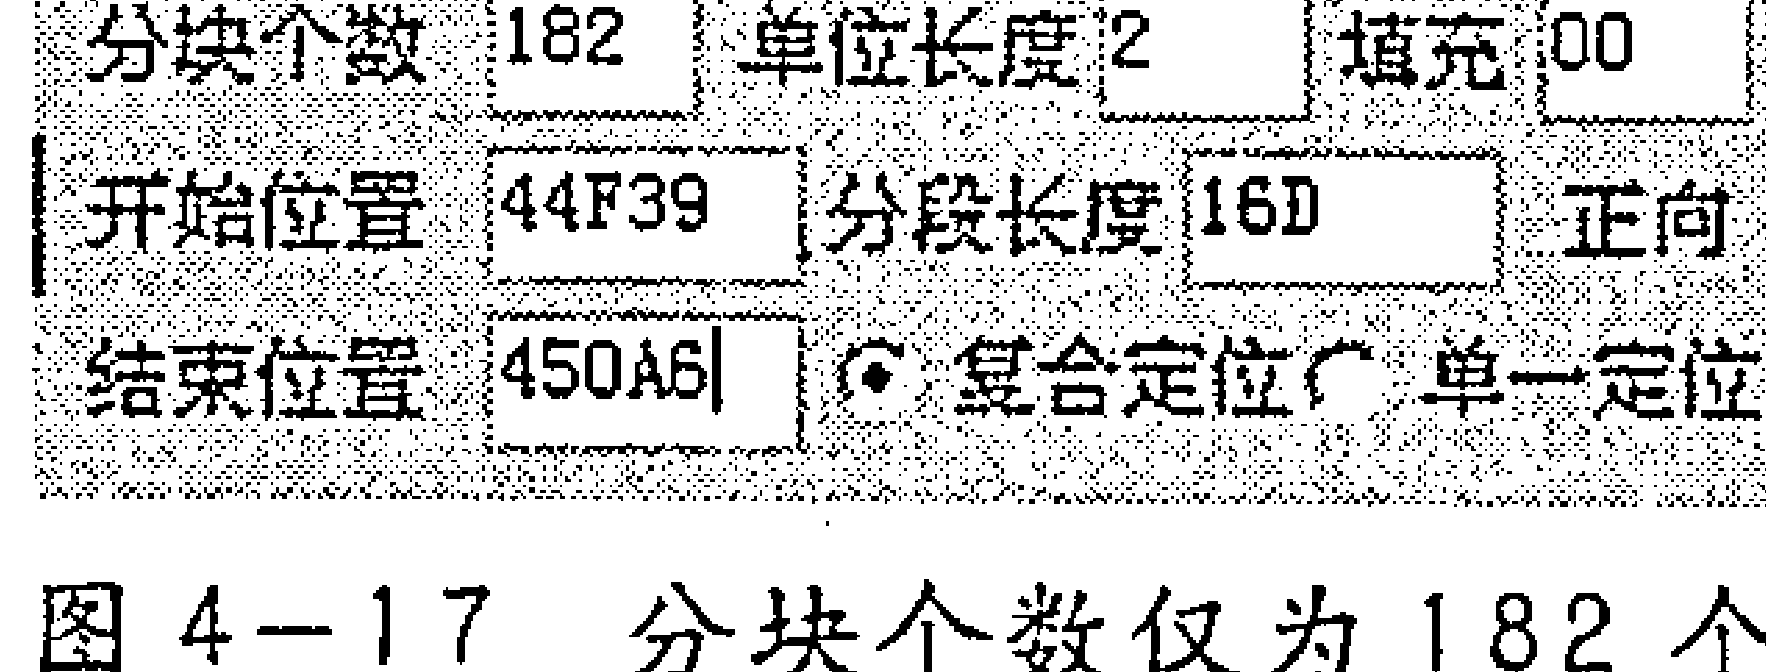 分块个数 182 单位长度 2 填充 00
开始位置 44F39 分段长度 16D 正向
结束位置 450A6 复合定位 单一定位
图 4-17 分块个数仅为 182 个